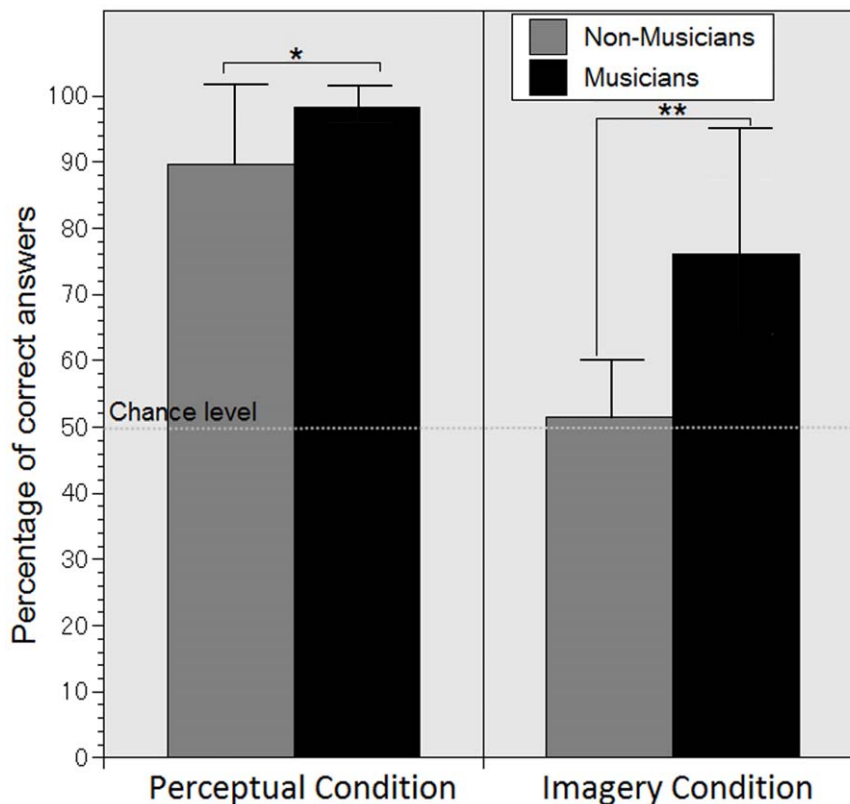 Non-Musicians
Musicians
*
**
100
90
80
70
60
50
40
30
20
10
0
Percentage of correct answers
Chance level
Perceptual Condition
Imagery Condition